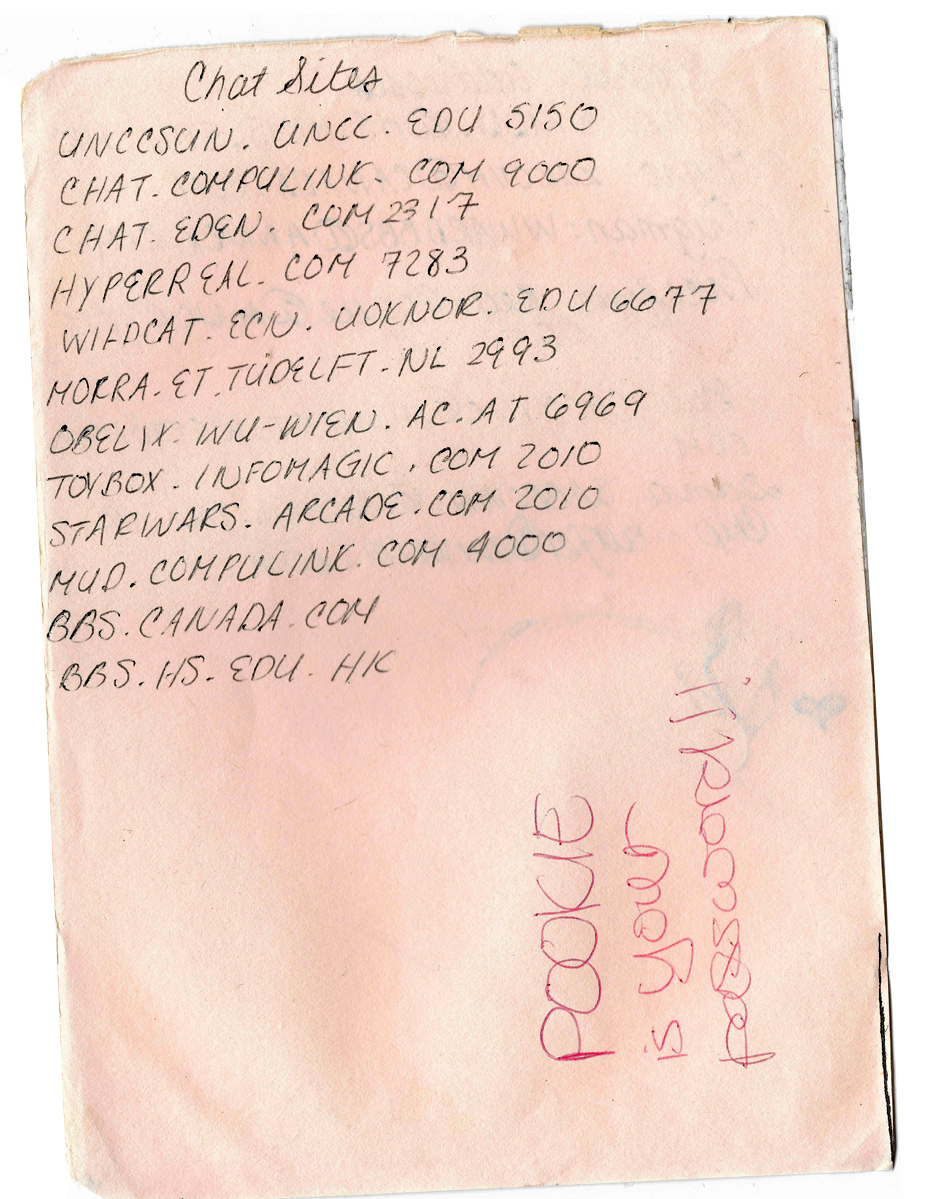 Chat Sites
UNCCSUN. UNCC. EDU 5150
CHAT. COMPULINK. COM 9000
CHAT. EDEN. COM 2317
HYPERREAL. COM 7283
WILDCAT. ECN. UOKNOR. EDU 6677
MORRA. ET. TUDELFT. NL 2993
OBELIX. WU-WIEN. AC. AT 6969
TOYBOX. INFOMAGIC. COM 2010
STARWARS. ARCADE. COM 2010
MUD. COMPULINK. COM 4000
BBS. CANADA. COM
BBS. HS. EDU. HK
POOKIE
is your
password!!